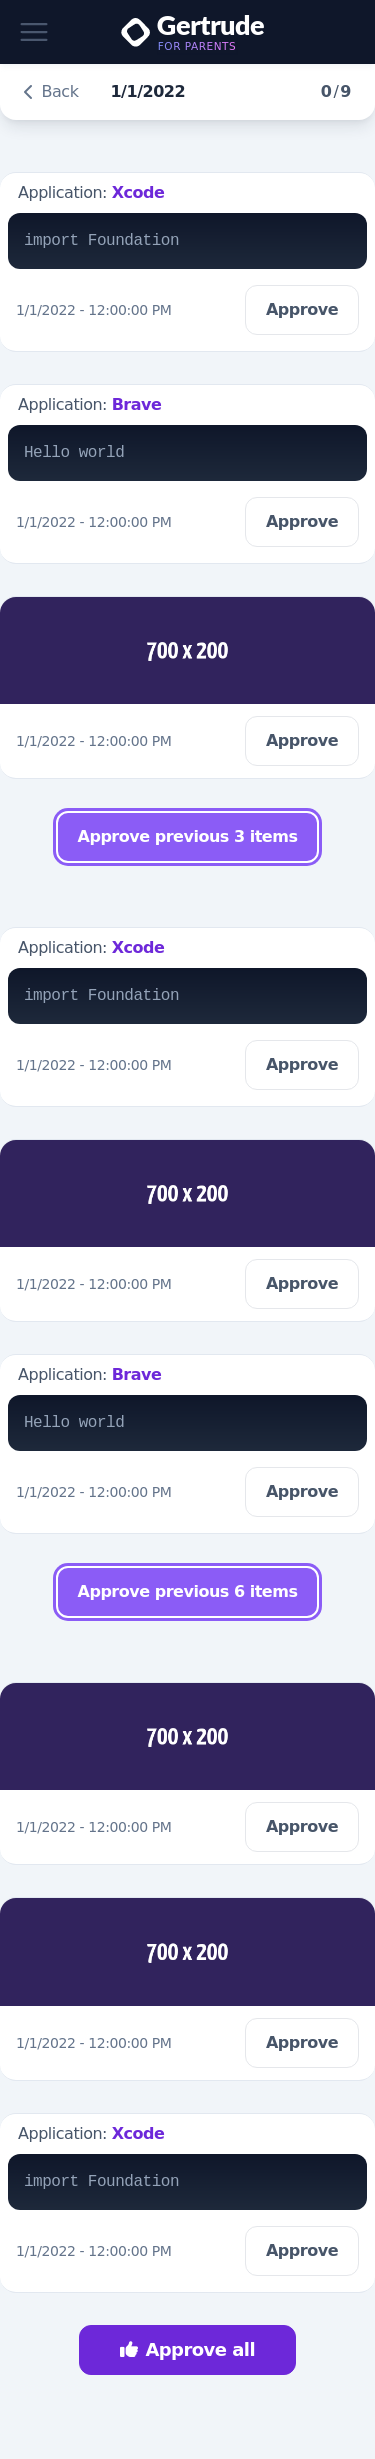 Gertrude
FOR PARENTS
Back 1/1/2022 0/9
Application: Xcode
import Foundation
1/1/2022 - 12:00:00 PM Approve
Application: Brave
Hello world
1/1/2022 - 12:00:00 PM Approve
700 x 200
1/1/2022 - 12:00:00 PM Approve
Approve previous 3 items
Application: Xcode
import Foundation
1/1/2022 - 12:00:00 PM Approve
700 x 200
1/1/2022 - 12:00:00 PM Approve
Application: Brave
Hello world
1/1/2022 - 12:00:00 PM Approve
Approve previous 6 items
700 x 200
1/1/2022 - 12:00:00 PM Approve
700 x 200
1/1/2022 - 12:00:00 PM Approve
Application: Xcode
import Foundation
1/1/2022 - 12:00:00 PM Approve
Approve all